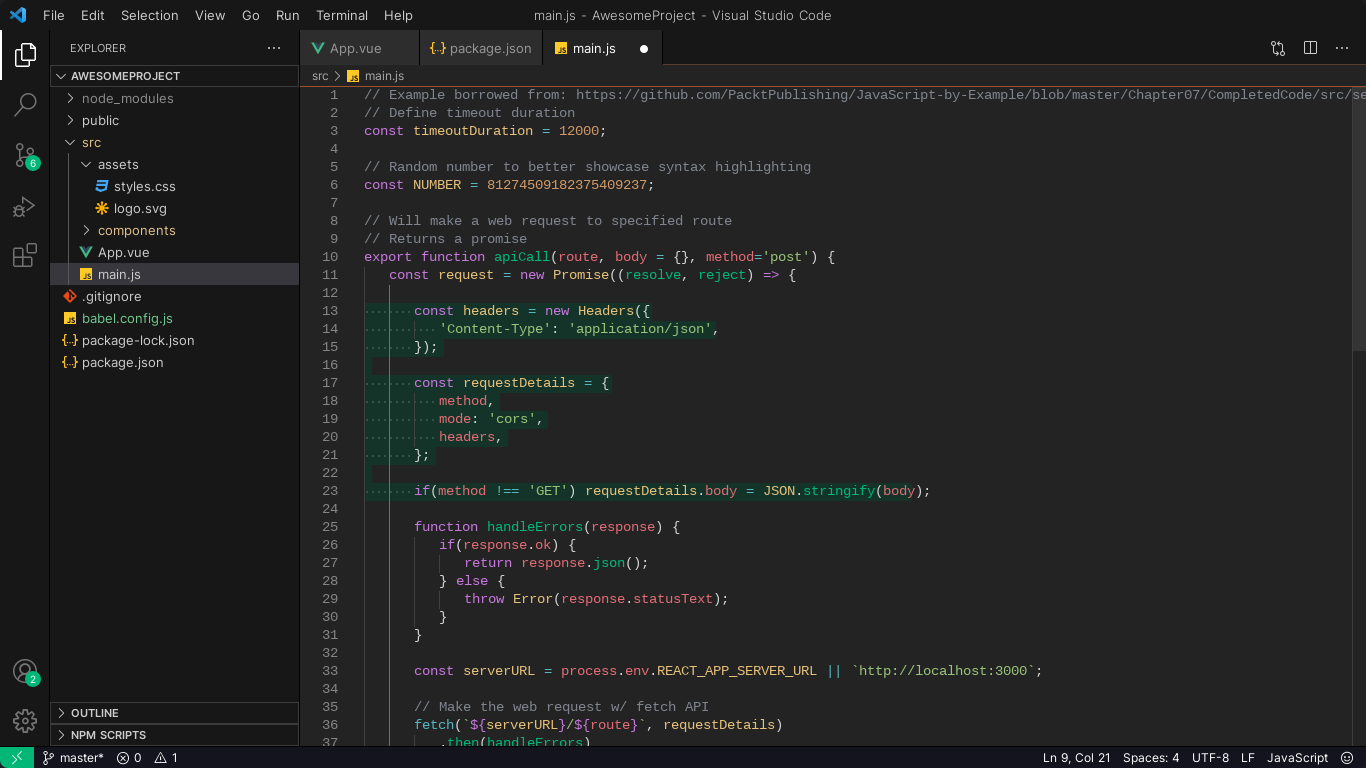 File Edit Selection View Go Run Terminal Help
main.js - AwesomeProject - Visual Studio Code
EXPLORER
AWESOMEPROJECT
node_modules
public
src
assets
styles.css
logo.svg
components
App.vue
main.js
.gitignore
babel.config.js
package-lock.json
package.json
OUTLINE
NPM SCRIPTS
6
2
App.vue
package.json
main.js
src > main.js
1 // Example borrowed from: https://github.com/PacktPublishing/JavaScript-by-Example/blob/master/Chapter07/CompletedCode/src/se
2 // Define timeout duration
3 const timeoutDuration = 12000;
4
5 // Random number to better showcase syntax highlighting
6 const NUMBER = 81274509182375409237;
7
8 // Will make a web request to specified route
9 // Returns a promise
10 export function apiCall(route, body = {}, method='post') {
11 const request = new Promise((resolve, reject) => {
12
13 const headers = new Headers({
14 'Content-Type': 'application/json',
15 });
16
17 const requestDetails = {
18 method,
19 mode: 'cors',
20 headers,
21 };
22
23 if(method !== 'GET') requestDetails.body = JSON.stringify(body);
24
25 function handleErrors(response) {
26 if(response.ok) {
27 return response.json();
28 } else {
29 throw Error(response.statusText);
30 }
31 }
32
33 const serverURL = process.env.REACT_APP_SERVER_URL || `http://localhost:3000`;
34
35 // Make the web request w/ fetch API
36 fetch(`${serverURL}/${route}`, requestDetails)
37 .then(handleErrors)
master* 0 1
Ln 9, Col 21 Spaces: 4 UTF-8 LF JavaScript